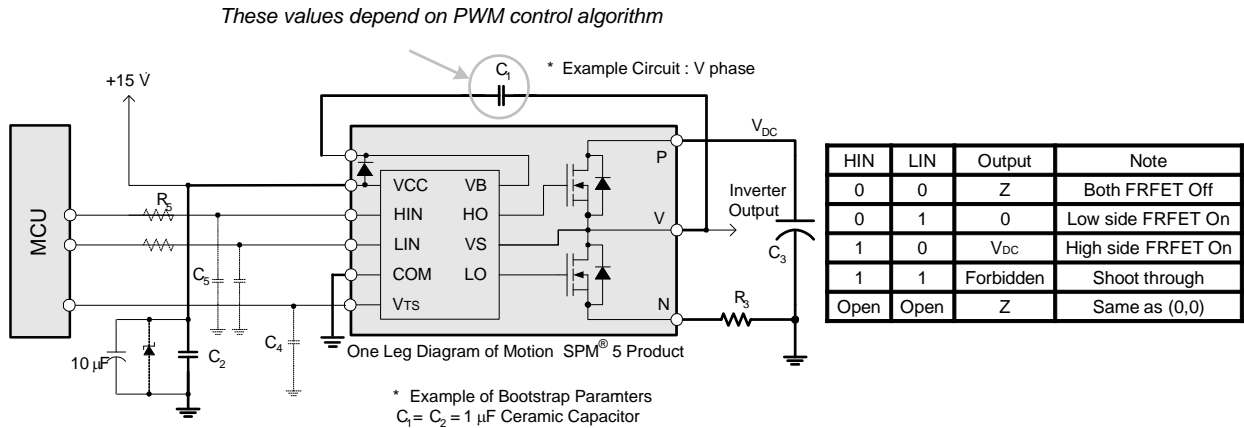 These values depend on PWM control algorithm
C1
* Example Circuit : V phase
+15 V
VDC
P
R5
VCC VB
HIN HO
LIN VS
COM LO
VTS
MCU
V
Inverter
Output
C5
C3
N
R3
C4
10 μF
C2
One Leg Diagram of Motion SPM® 5 Product
* Example of Bootstrap Paramters
C1 = C2 = 1 μF Ceramic Capacitor
HIN LIN Output Note
0 0 Z Both FRFET Off
0 1 0 Low side FRFET On
1 0 VDC High side FRFET On
1 1 Forbidden Shoot through
Open Open Z Same as (0,0)